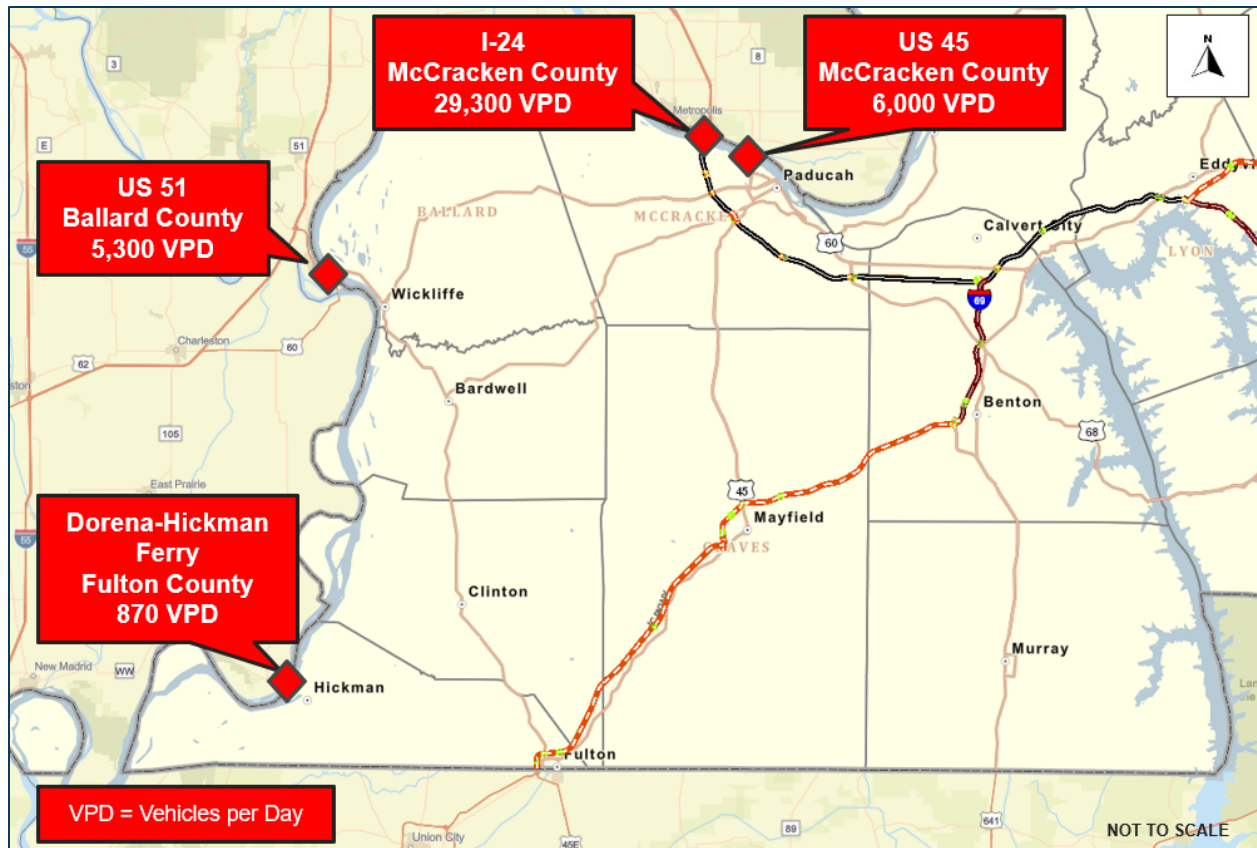 I-24
McCracken County
29,300 VPD
US 45
McCracken County
6,000 VPD
N
3
8
Metropolis
E
51
US 51
Ballard County
5,300 VPD
Paducah
BALLARD
MCCRACKE
60
Calvert City
LYON
55
69
Wickliffe
Charleston
60
62
Bardwell
Benton
105
68
East Prairie
45
Mayfield
Dorena-Hickman
Ferry
Fulton County
870 VPD
55
Clinton
New Madrid
WW
Hickman
Murray
Fulton
VPD = Vehicles per Day
Union City
45E
89
641
NOT TO SCALE